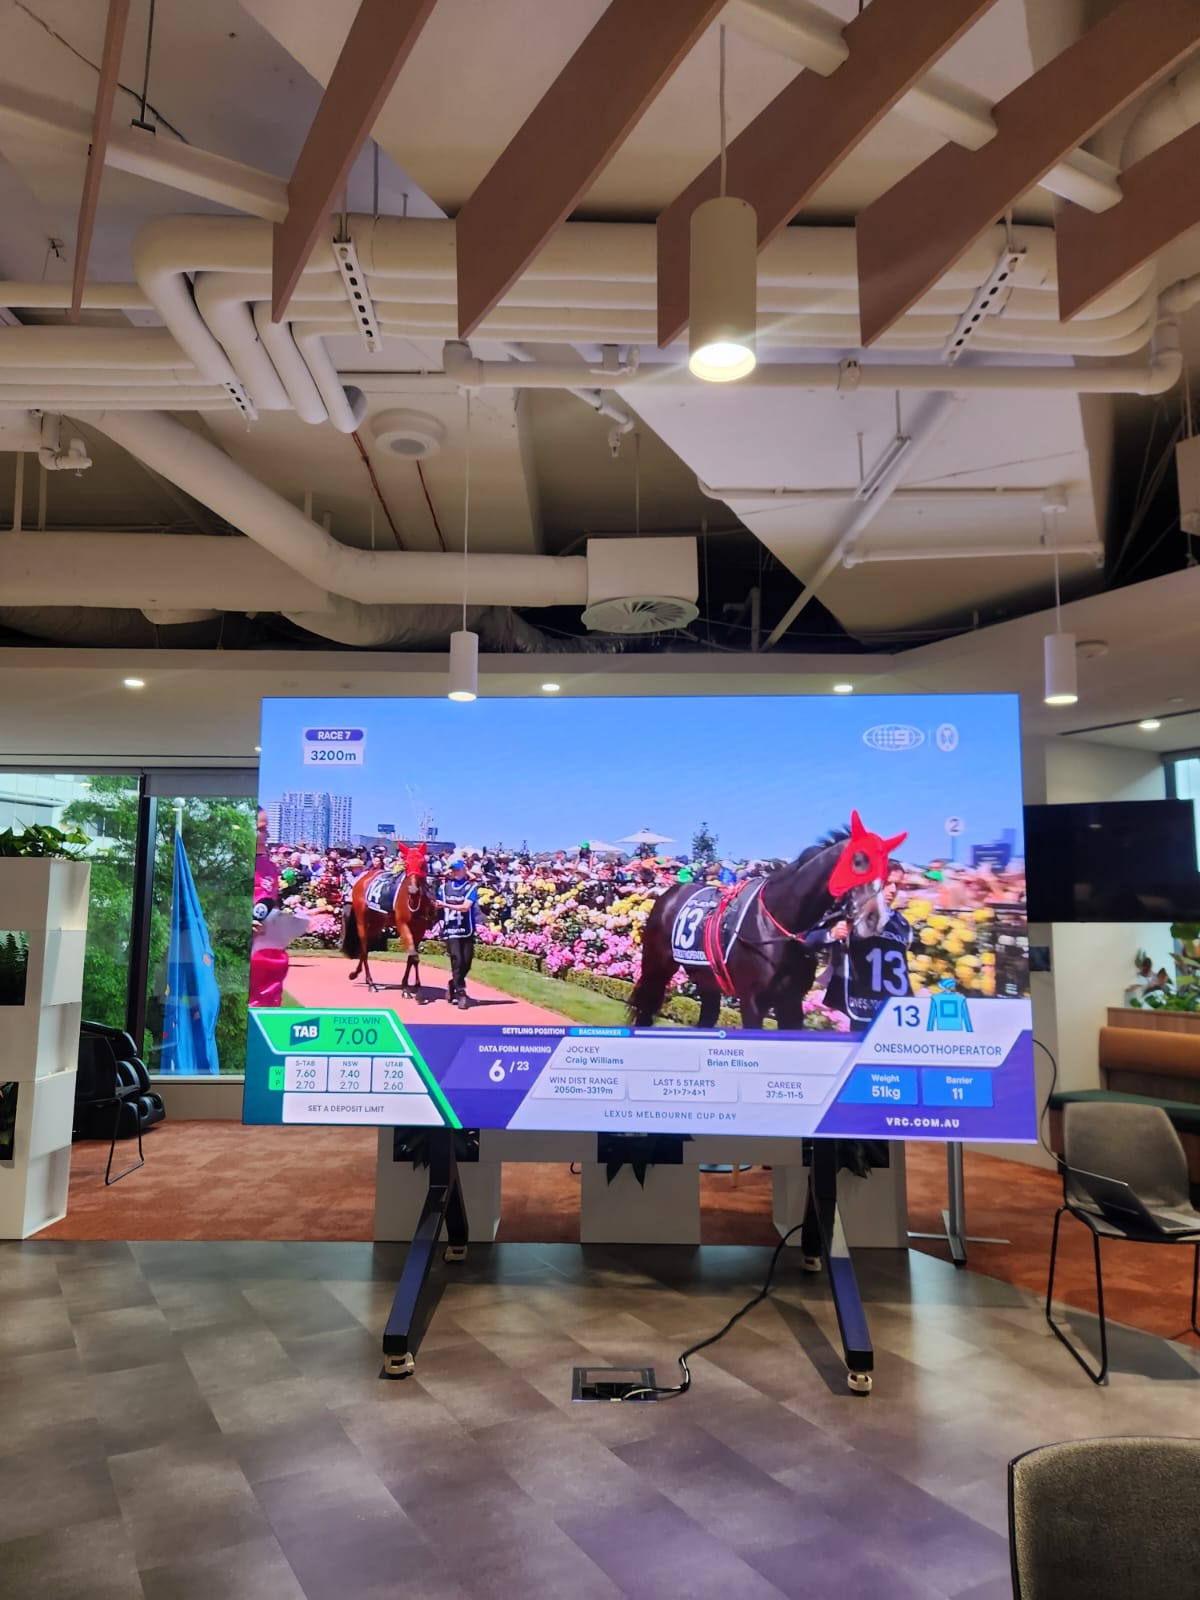 RACE 7
3200m
9
2
14
14
13
13
TAB
FIXED WIN
7.00
S-TAB
NSW
UTAB
W
7.60
7.40
7.20
P
2.70
2.70
2.60
SET A DEPOSIT LIMIT
SETTLING POSITION
BACKMARKER
DATA FORM RANKING
6 / 23
JOCKEY
Craig Williams
TRAINER
Brian Ellison
WIN DIST RANGE
2050m-3319m
LAST 5 STARTS
2>1>7>4>1
CAREER
37:5-11-5
LEXUS MELBOURNE CUP DAY
13
ONESMOOTHOPERATOR
Weight
51kg
Barrier
11
VRC.COM.AU